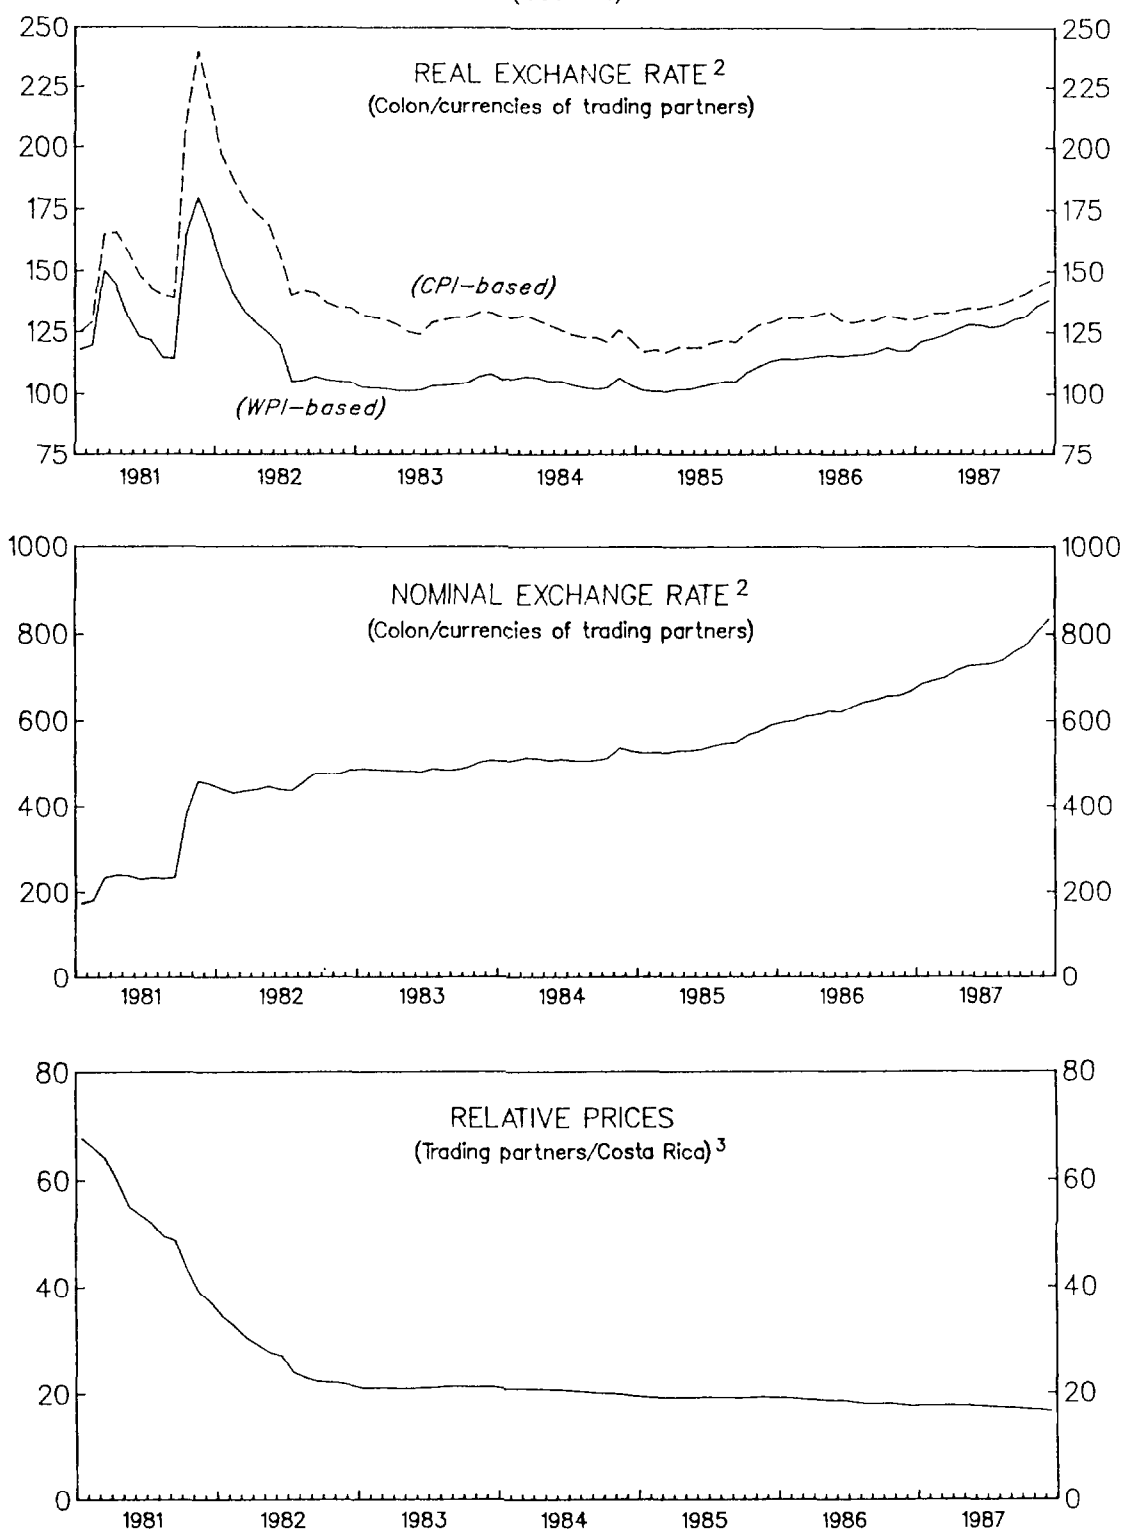 250 250
REAL EXCHANGE RATE 2
(Colon/currencies of trading partners)
225 225
200 200
175 175
150 150
(CPI-based)
125 125
100 100
(WPI-based)
75 75
1981 1982 1983 1984 1985 1986 1987
1000 1000
NOMINAL EXCHANGE RATE 2
(Colon/currencies of trading partners)
800 800
600 600
400 400
200 200
0 0
1981 1982 1983 1984 1985 1986 1987
80 80
RELATIVE PRICES
(Trading partners/Costa Rica) 3
60 60
40 40
20 20
0 0
1981 1982 1983 1984 1985 1986 1987